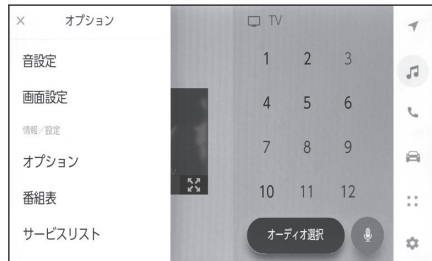 オプション
音設定
画面設定
情報／設定
オプション
番組表
サービスリスト
TV
1 2 3
4 5 6
7 8 9
10 11 12
オーディオ選択